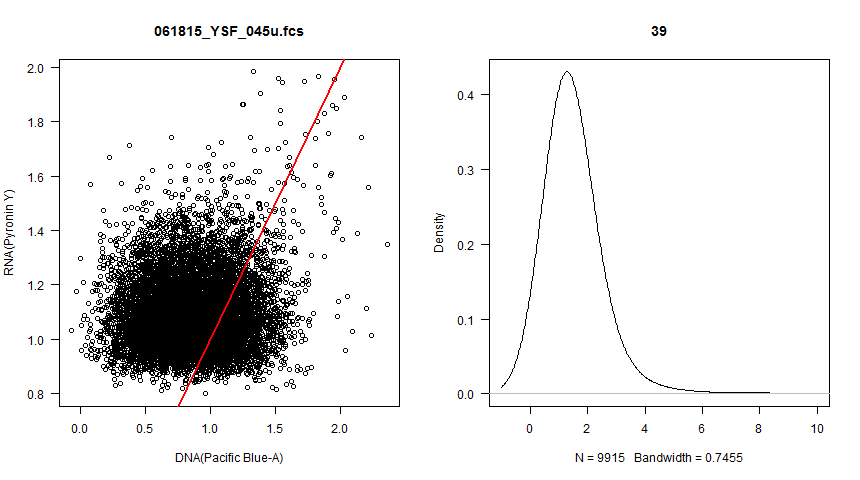 061815_YSF_045u.fcs
RNA(Pyronin Y)
2.0
1.8
1.6
1.4
1.2
1.0
0.8
0.0 0.5 1.0 1.5 2.0
DNA(Pacific Blue-A)
39
Density
0.4
0.3
0.2
0.1
0.0
0 2 4 6 8 10
N = 9915 Bandwidth = 0.7455